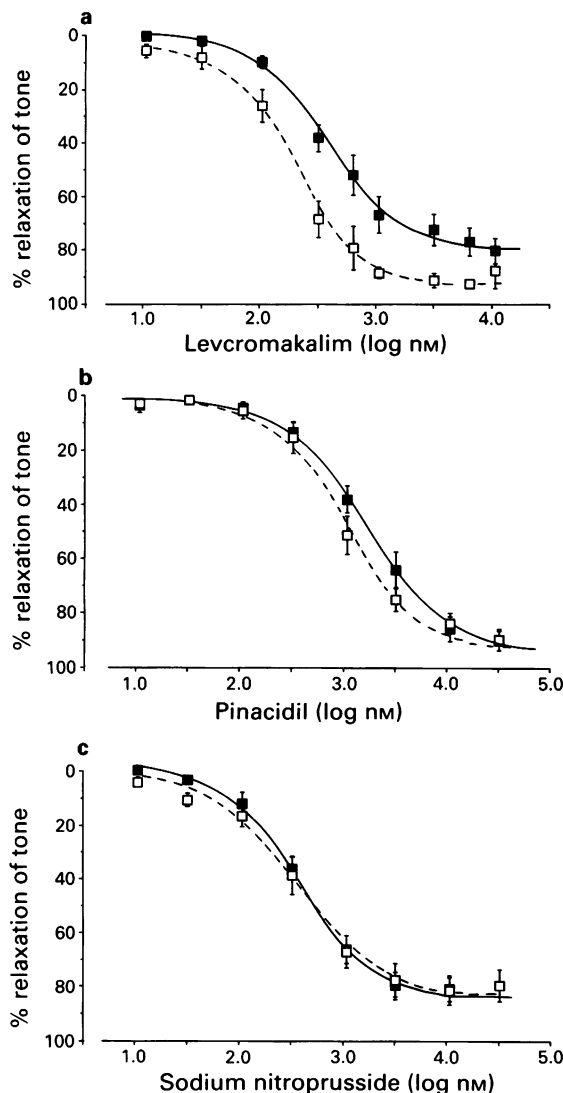 a
0
20
40
60
80
100
% relaxation of tone
1.0 2.0 3.0 4.0
Levcromakalim (log nM)
b
0
20
40
60
80
100
% relaxation of tone
1.0 2.0 3.0 4.0 5.0
Pinacidil (log nM)
c
0
20
40
60
80
100
% relaxation of tone
1.0 2.0 3.0 4.0 5.0
Sodium nitroprusside (log nM)